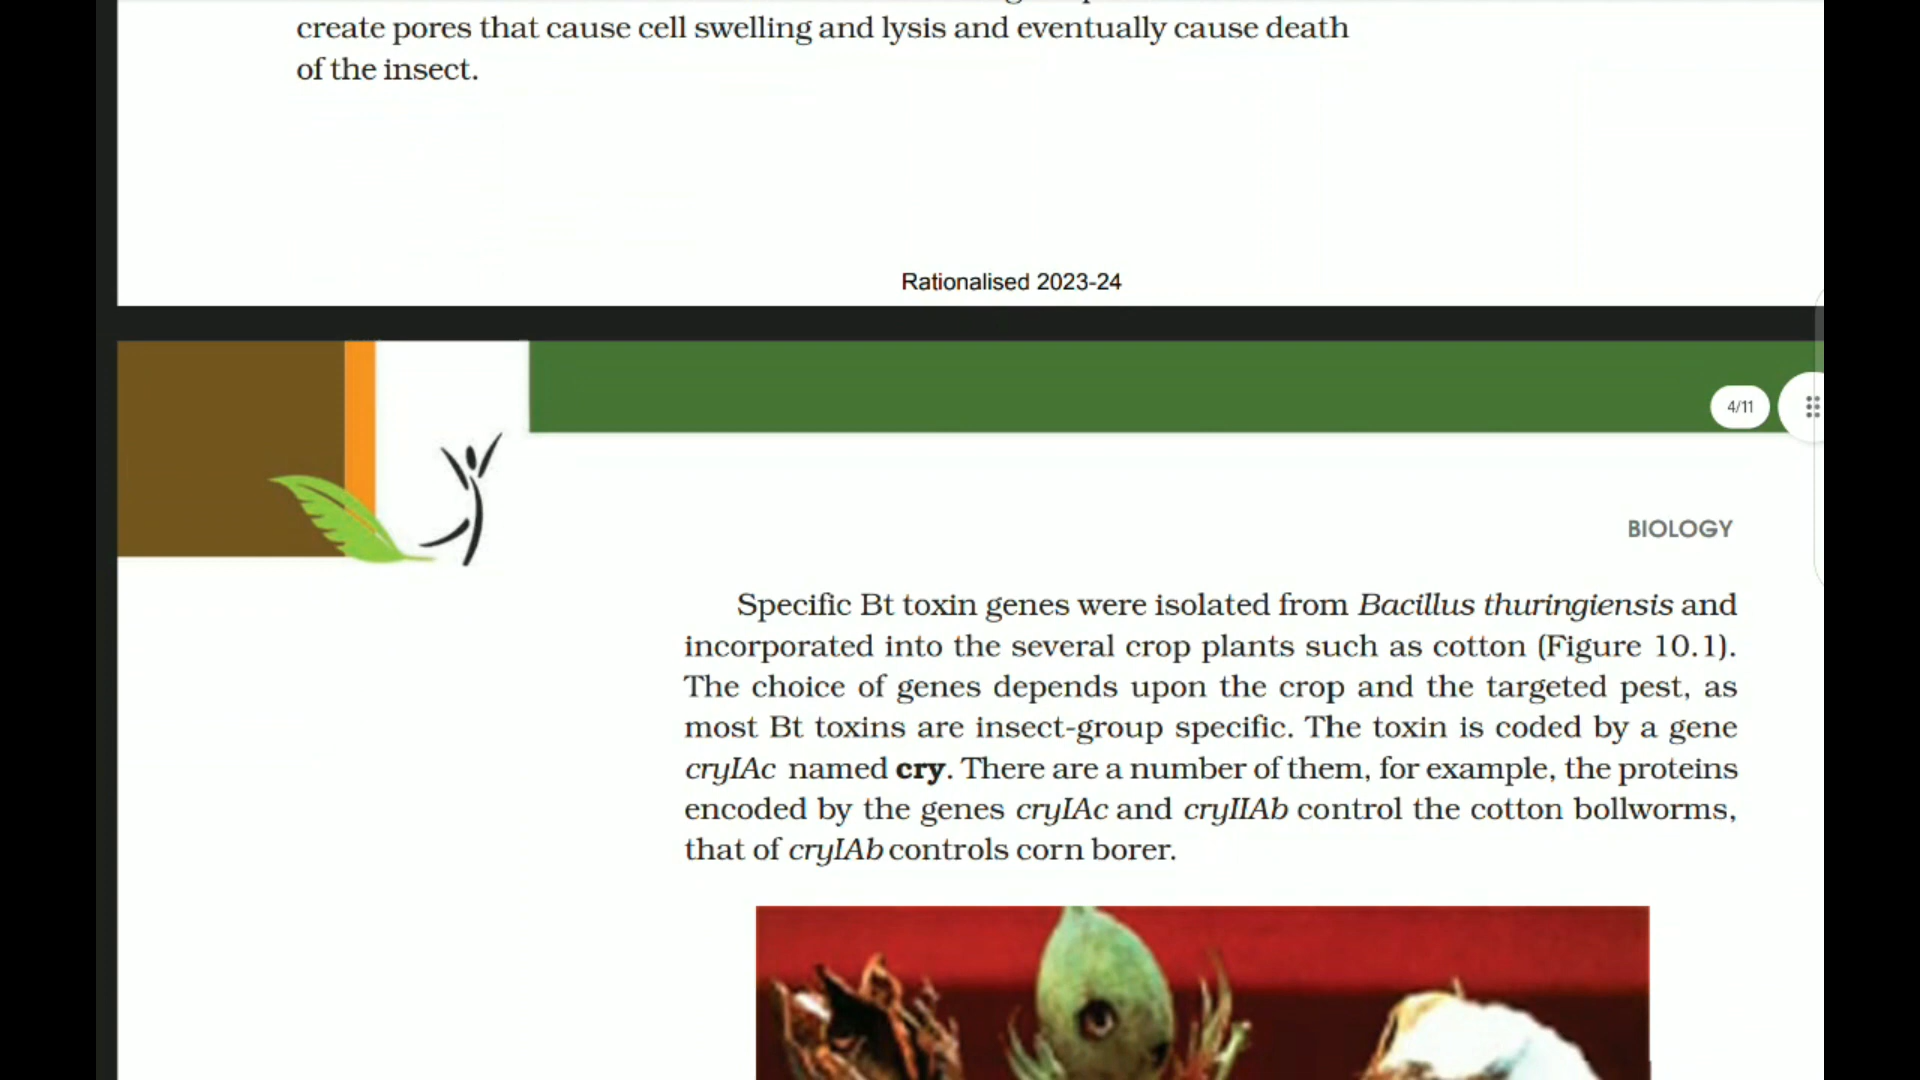 create pores that cause cell swelling and lysis and eventually cause death
of the insect.
Rationalised 2023-24
4/11
BIOLOGY
Specific Bt toxin genes were isolated from Bacillus thuringiensis and
incorporated into the several crop plants such as cotton (Figure 10.1).
The choice of genes depends upon the crop and the targeted pest, as
most Bt toxins are insect-group specific. The toxin is coded by a gene
cryIAc named cry. There are a number of them, for example, the proteins
encoded by the genes cryIAc and cryIIAb control the cotton bollworms,
that of cryIAb controls corn borer.